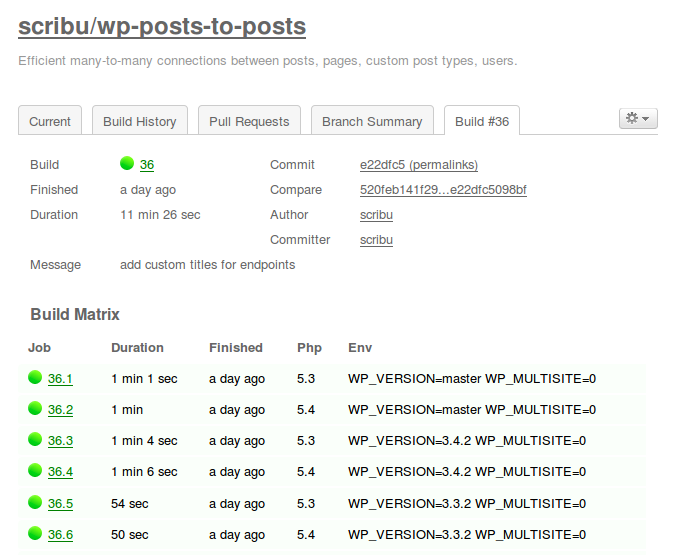 scribu/wp-posts-to-posts
Efficient many-to-many connections between posts, pages, custom post types, users.
Current Build History Pull Requests Branch Summary Build #36
Build 36 Commit e22dfc5 (permalinks)
Finished a day ago Compare 520feb141f29...e22dfc5098bf
Duration 11 min 26 sec Author scribu
Committer scribu
Message add custom titles for endpoints
Build Matrix
Job Duration Finished Php Env
36.1 1 min 1 sec a day ago 5.3 WP_VERSION=master WP_MULTISITE=0
36.2 1 min a day ago 5.4 WP_VERSION=master WP_MULTISITE=0
36.3 1 min 4 sec a day ago 5.3 WP_VERSION=3.4.2 WP_MULTISITE=0
36.4 1 min 6 sec a day ago 5.4 WP_VERSION=3.4.2 WP_MULTISITE=0
36.5 54 sec a day ago 5.3 WP_VERSION=3.3.2 WP_MULTISITE=0
36.6 50 sec a day ago 5.4 WP_VERSION=3.3.2 WP_MULTISITE=0